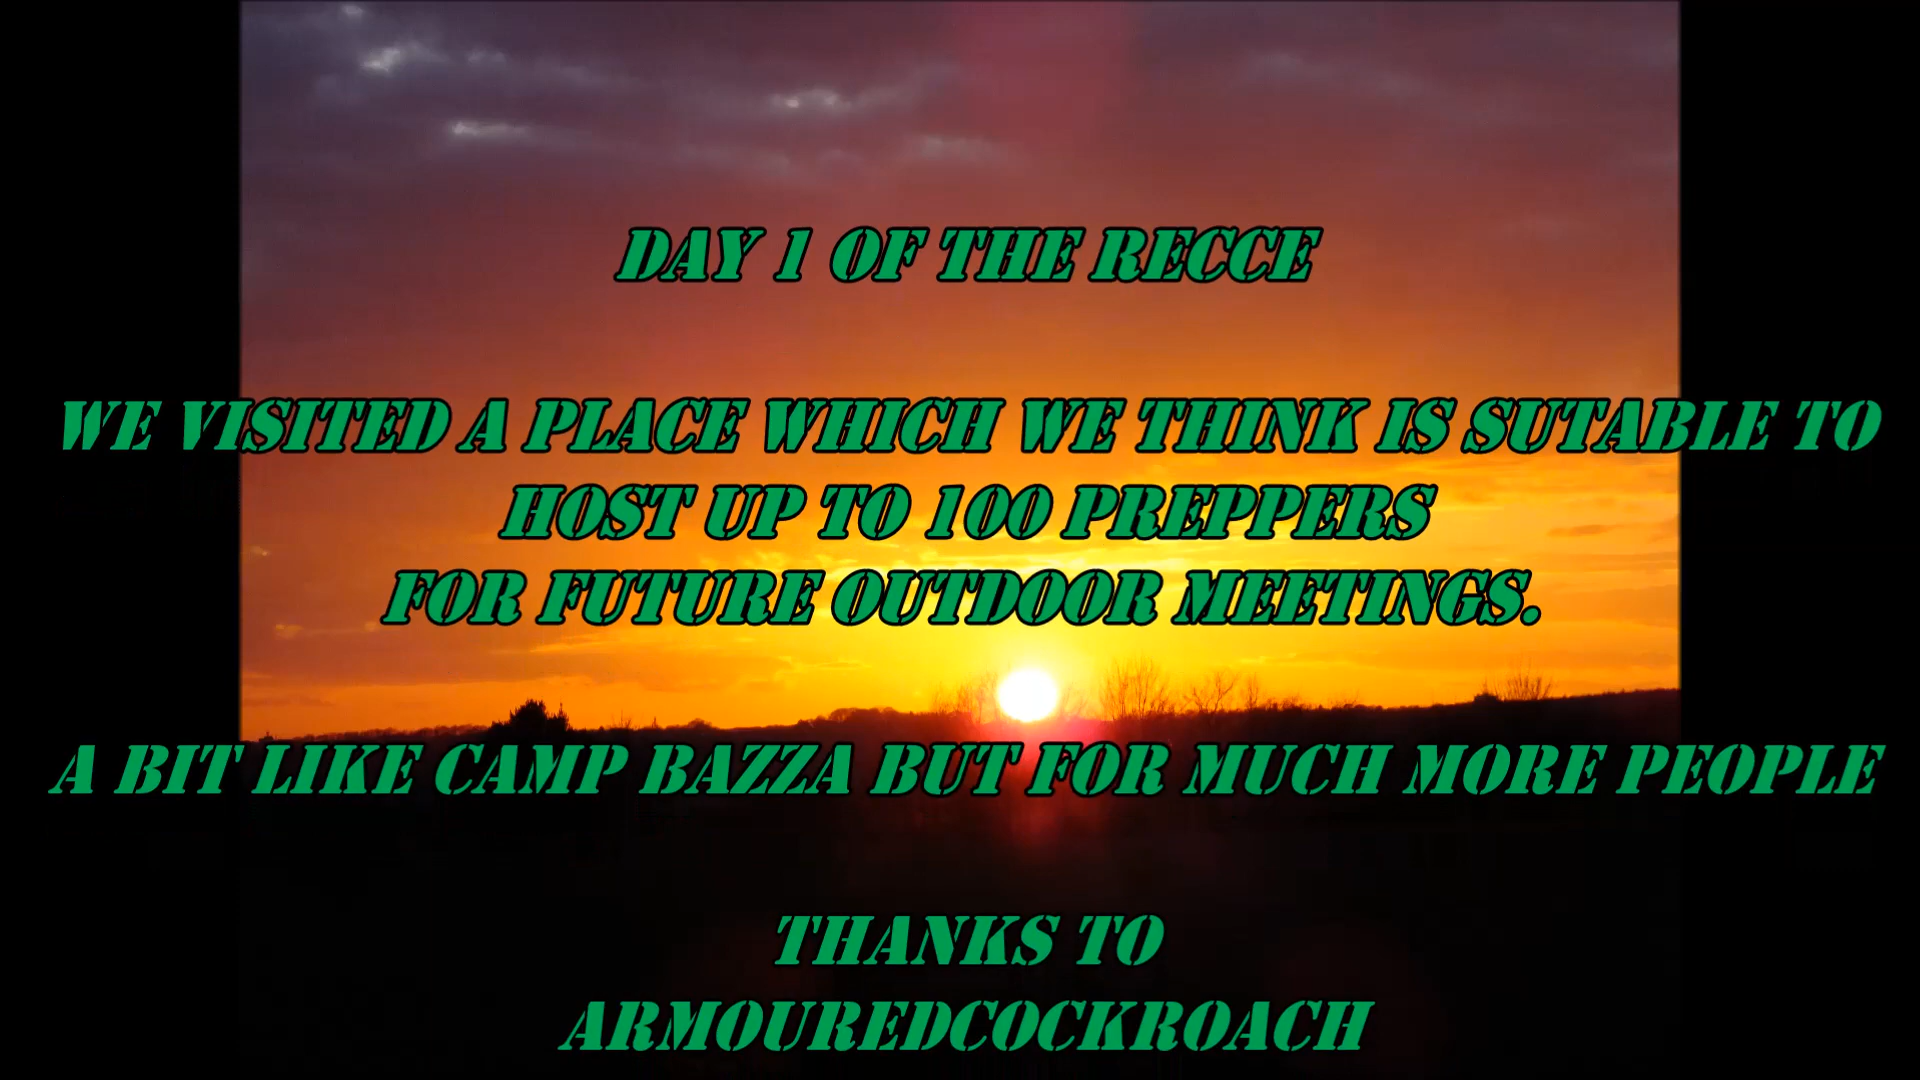 DAY 1 OF THE RECCE
WE VISITED A PLACE WHICH WE THINK IS SUTABLE TO
HOST UP TO 100 PREPPERS
FOR FUTURE OUTDOOR MEETINGS.
A BIT LIKE CAMP BAZZA BUT FOR MUCH MORE PEOPLE
THANKS TO
ARMOUREDCOCKROACH